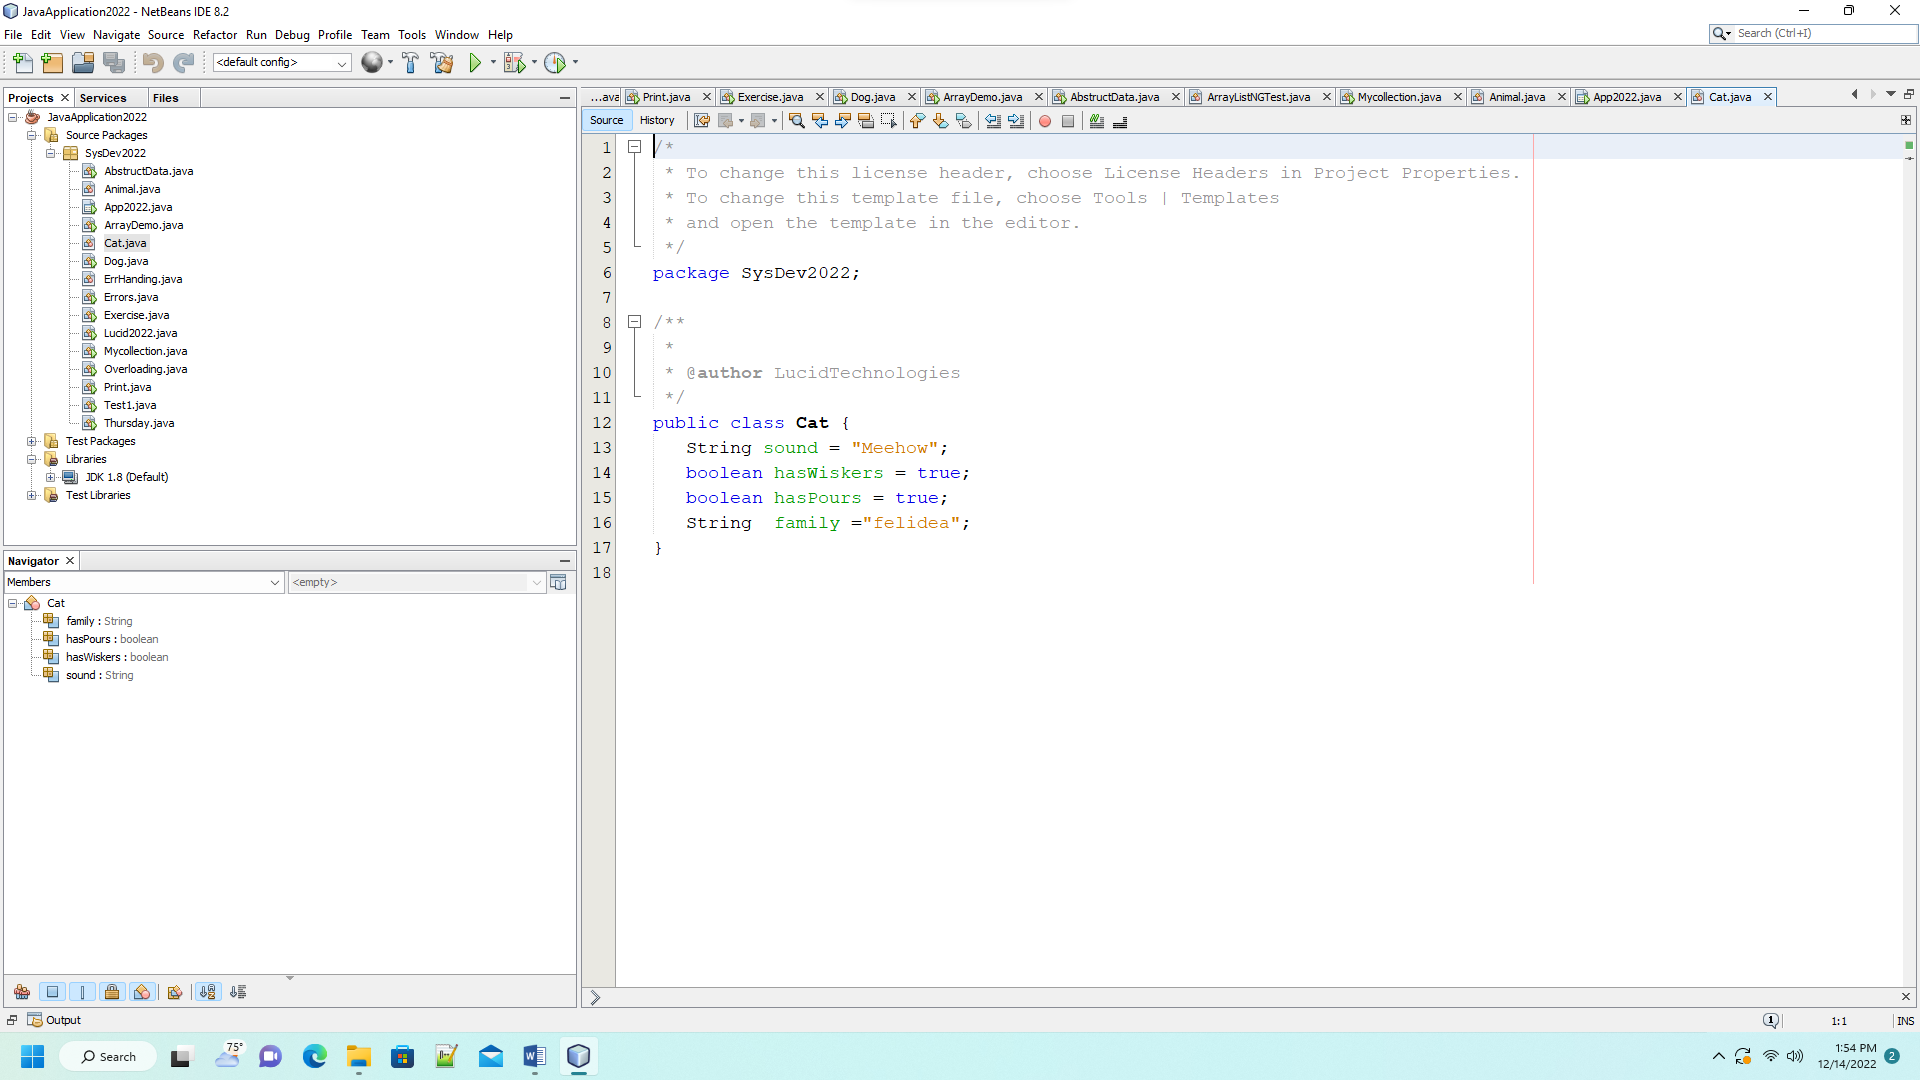 JavaApplication2022 - NetBeans IDE 8.2
File Edit View Navigate Source Refactor Run Debug Profile Team Tools Window Help
Search (Ctrl+I)
<default config>
Projects Services Files
JavaApplication2022
Source Packages
SysDev2022
AbstructData.java
Animal.java
App2022.java
ArrayDemo.java
Cat.java
Dog.java
ErrHanding.java
Errors.java
Exercise.java
Lucid2022.java
Mycollection.java
Overloading.java
Print.java
Test1.java
Thursday.java
Test Packages
Libraries
JDK 1.8 (Default)
Test Libraries
Navigator
Members <empty>
Cat
family : String
hasPours : boolean
hasWiskers : boolean
sound : String
...ava Print.java Exercise.java Dog.java ArrayDemo.java AbstructData.java ArrayListNGTest.java Mycollection.java Animal.java App2022.java Cat.java
Source History
1 /*
2 * To change this license header, choose License Headers in Project Properties.
3 * To change this template file, choose Tools | Templates
4 * and open the template in the editor.
5 */
6 package SysDev2022;
7
8 /**
9 *
10 * @author LucidTechnologies
11 */
12 public class Cat {
13 String sound = "Meehow";
14 boolean hasWiskers = true;
15 boolean hasPours = true;
16 String  family ="felidea";
17 }
18
Output
1 1:1 INS
75°
Search
1:54 PM
12/14/2022
2